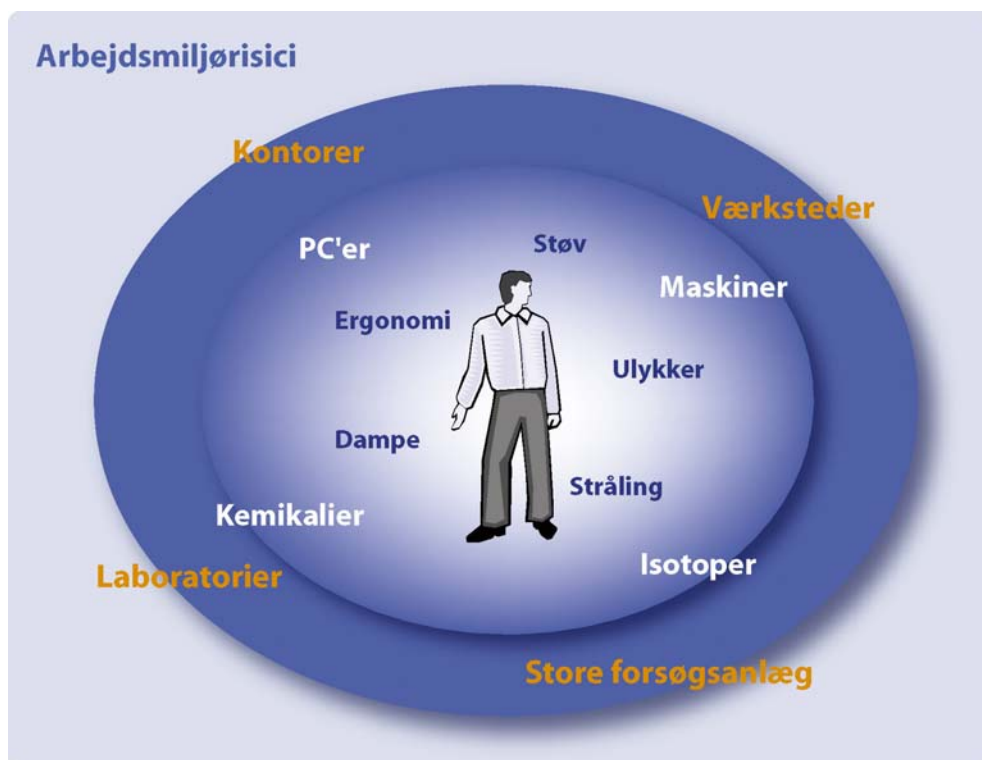 Arbejdsmiljørisici
Kontorer
Værksteder
PC'er
Støv
Maskiner
Ergonomi
Ulykker
Dampe
Stråling
Kemikalier
Isotoper
Laboratorier
Store forsøgsanlæg